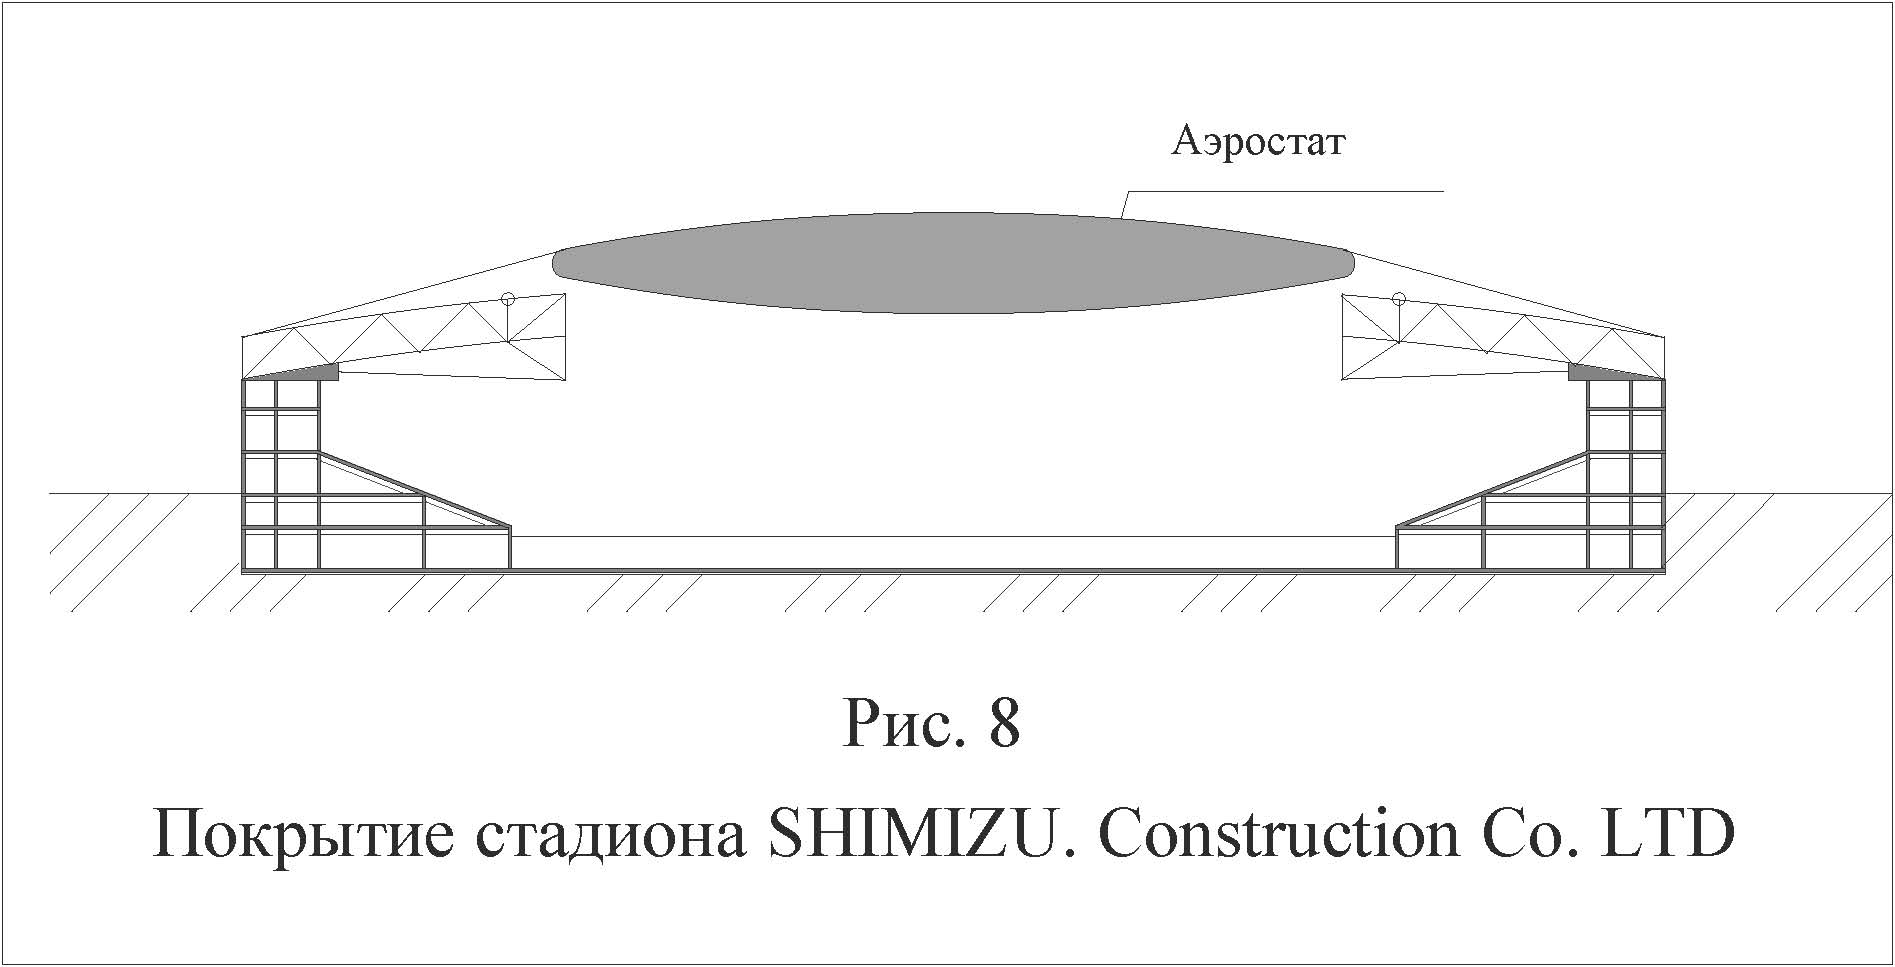 Аэростат
Рис. 8
Покрытие стадиона SHIMIZU. Construction Co. LTD